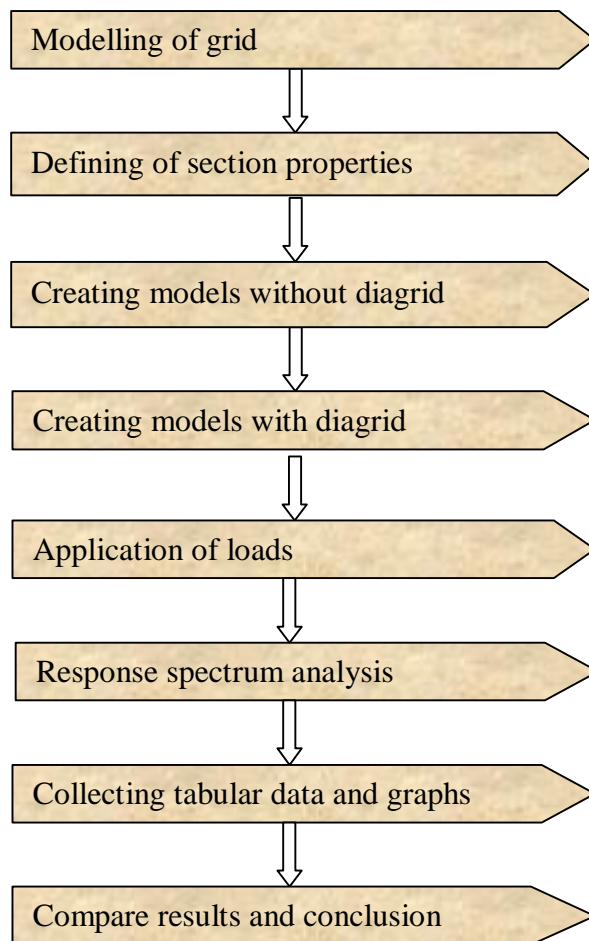 Modelling of grid
Defining of section properties
Creating models without diagrid
Creating models with diagrid
Application of loads
Response spectrum analysis
Collecting tabular data and graphs
Compare results and conclusion